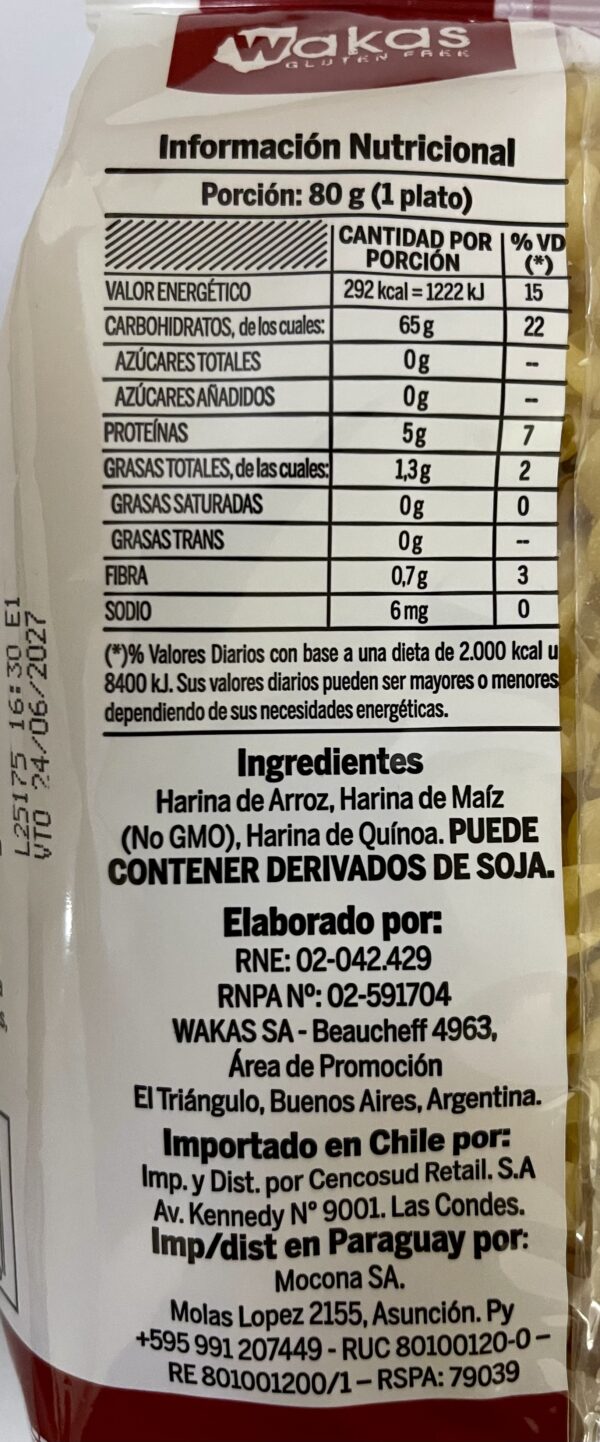 wakas
GLUTEN FREE
Información Nutricional
Porción: 80 g (1 plato)
CANTIDAD POR PORCIÓN % VD (*)
VALOR ENERGÉTICO 292 kcal = 1222 kJ 15
CARBOHIDRATOS, de los cuales: 65 g 22
AZÚCARES TOTALES 0 g --
AZÚCARES AÑADIDOS 0 g --
PROTEÍNAS 5 g 7
GRASAS TOTALES, de las cuales: 1,3 g 2
GRASAS SATURADAS 0 g 0
GRASAS TRANS 0 g --
FIBRA 0,7 g 3
SODIO 6 mg 0
(*)% Valores Diarios con base a una dieta de 2.000 kcal u
8400 kJ. Sus valores diarios pueden ser mayores o menores
dependiendo de sus necesidades energéticas.
Ingredientes
Harina de Arroz, Harina de Maíz
(No GMO), Harina de Quínoa. PUEDE
CONTENER DERIVADOS DE SOJA.
Elaborado por:
RNE: 02-042.429
RNPA Nº: 02-591704
WAKAS SA - Beaucheff 4963,
Área de Promoción
El Triángulo, Buenos Aires, Argentina.
Importado en Chile por:
Imp. y Dist. por Cencosud Retail. S.A
Av. Kennedy N° 9001. Las Condes.
Imp/dist en Paraguay por:
Mocona SA.
Molas Lopez 2155, Asunción. Py
+595 991 207449 - RUC 80100120-0 –
RE 801001200/1 – RSPA: 79039
L25175 16:30 E1
VTO 24/06/2027